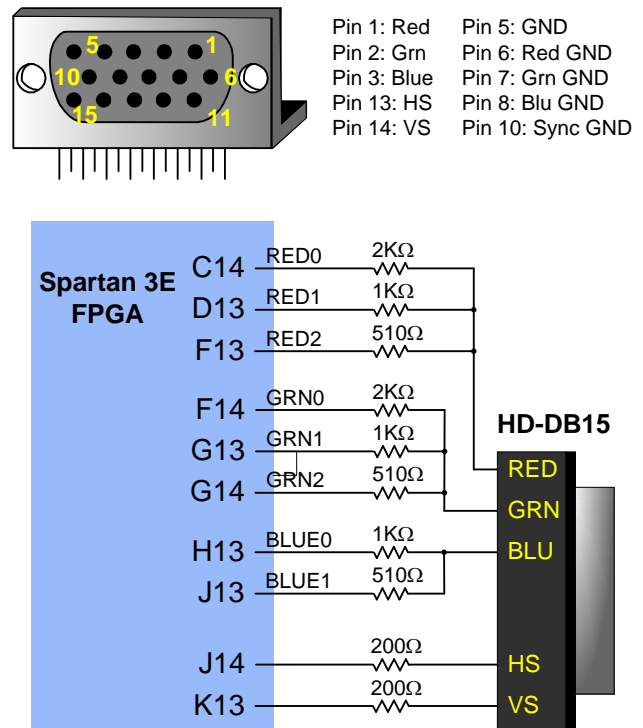 5 1
10 6
15 11
Pin 1: Red Pin 5: GND
Pin 2: Grn Pin 6: Red GND
Pin 3: Blue Pin 7: Grn GND
Pin 13: HS Pin 8: Blu GND
Pin 14: VS Pin 10: Sync GND
Spartan 3E
FPGA
C14 RED0 2KΩ
D13 RED1 1KΩ
F13 RED2 510Ω
F14 GRN0 2KΩ
G13 GRN1 1KΩ
G14 GRN2 510Ω
H13 BLUE0 1KΩ
J13 BLUE1 510Ω
J14 200Ω
K13 200Ω
HD-DB15
RED
GRN
BLU
HS
VS